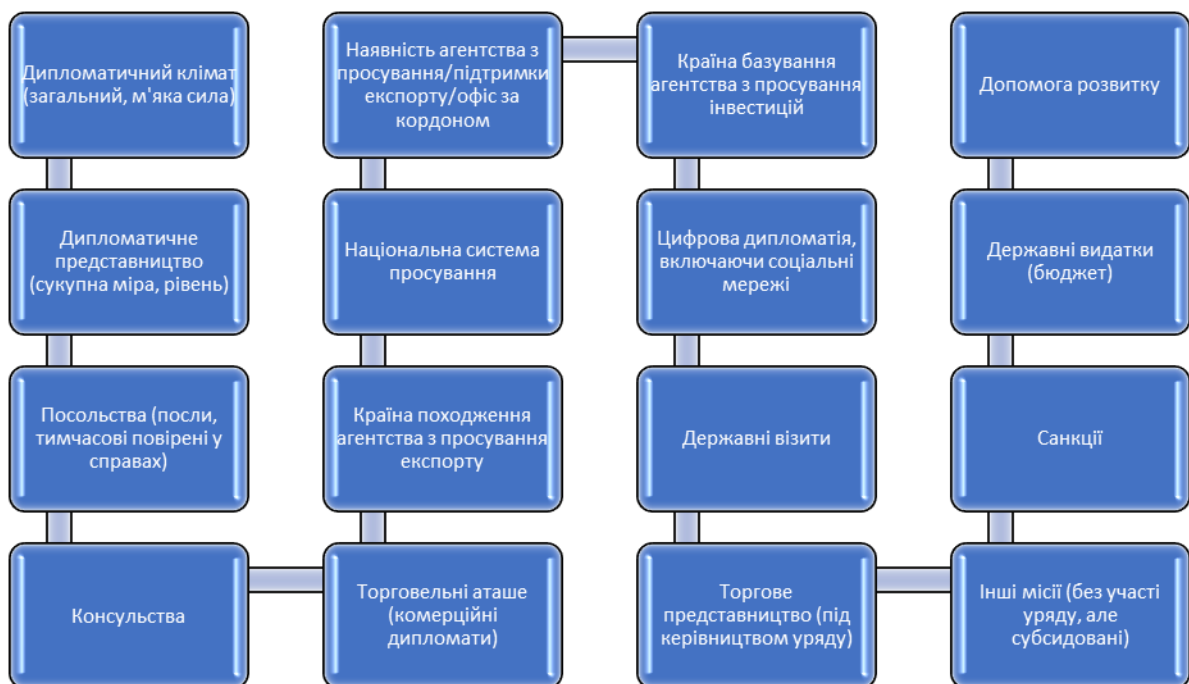 Дипломатичний клімат
(загальний, м'яка сила)
Дипломатичне
представництво
(сукупна міра, рівень)
Посольства (посли,
тимчасові повірені у
справах)
Консульства
Торговельні аташе
(комерційні
дипломати)
Країна походження
агентства з просування
експорту
Національна система
просування
Наявність агентства з
просування/підтримки
експорту/офіс за
кордоном
Країна базування
агентства з просування
інвестицій
Цифрова дипломатія,
включаючи соціальні
мережі
Державні візити
Торгове
представництво (під
керівництвом уряду)
Інші місії (без участі
уряду, але
субсидовані)
Санкції
Державні видатки
(бюджет)
Допомога розвитку